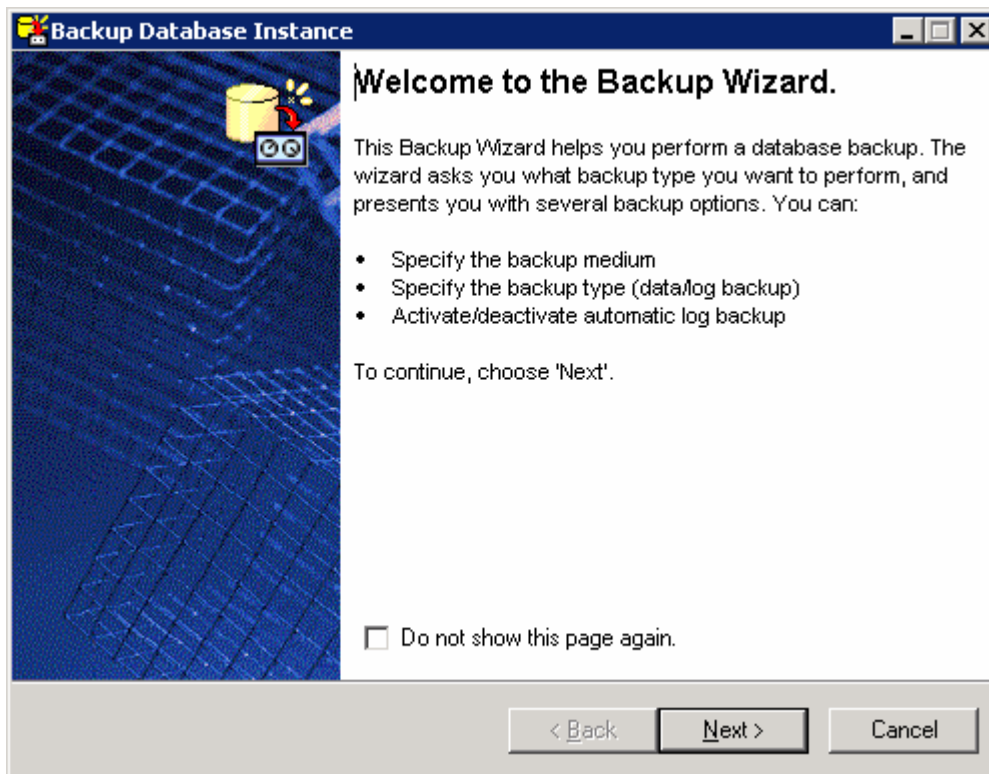 Backup Database Instance
Welcome to the Backup Wizard.
This Backup Wizard helps you perform a database backup. The
wizard asks you what backup type you want to perform, and
presents you with several backup options. You can:
• Specify the backup medium
• Specify the backup type (data/log backup)
• Activate/deactivate automatic log backup
To continue, choose 'Next'.
Do not show this page again.
< Back Next > Cancel